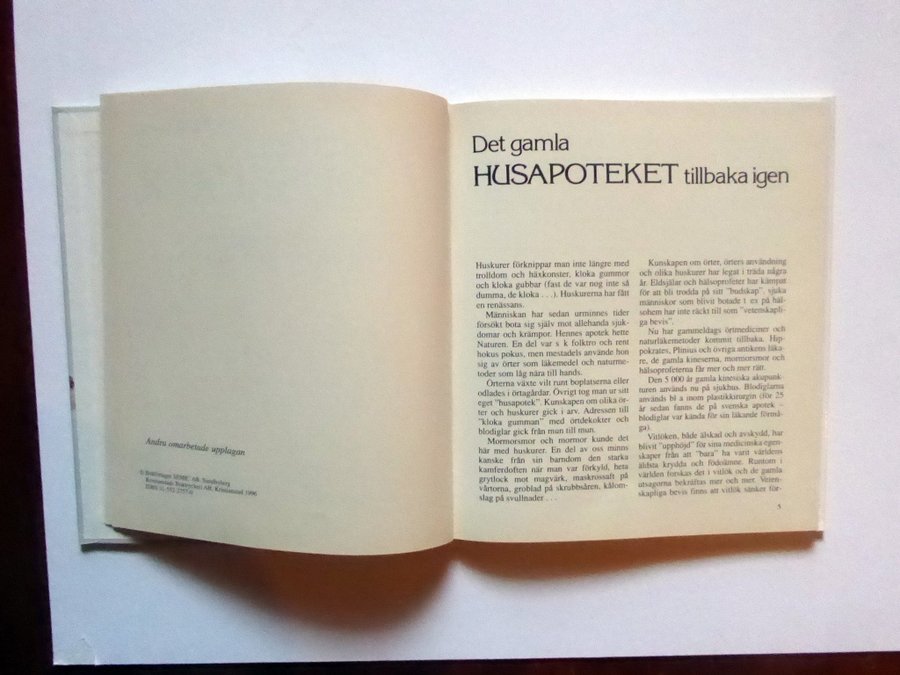 Andra omarbetade upplagan
© Bokförlaget SEMIC AB, Sundbyberg
Kristianstads Boktryckeri AB, Kristianstad 1996
ISBN
Det gamla
HUSAPOTEKET tillbaka igen
Huskurer förknippar man inte längre med
trolldom och häxkonster, kloka gummor
och kloka gubbar (fast de var nog inte så
dumma, de kloka . . .). Huskurerna har fått
en renässans.
Människan har sedan urminnes tider
försökt bota sig själv mot allehanda sjuk-
domar och krämpor. Hennes apotek hette
Naturen. En del var s k folktro och rent
hokus pokus, men mestadels använde hon
sig av örter som läkemedel och naturme-
toder som låg nära till hands.
Örterna växte vilt runt boplatserna eller
odlades i örtagårdar. Övrigt tog man ur sitt
eget "busapotek". Kunskapen om olika ör-
ter och huskurer gick i arv. Adressen till
"kloka gumman" med örtdekokter och
blodiglar gick från mun till mun.
Mormorsmor och mormor kunde det
här med huskurer. En del av oss minns
kanske från sin barndom den starka
kamferdoften när man var förkyld, heta
grytlock mot magvärk, maskrossaft på
vårtorna, groblad på skrubbsåren, kålom-
slag på svullnader . . .
Kunskapen om örter, örters användning
och olika huskurer har legat i träda några
år. Eldsjälar och hälsoprofeter har kämpat
för att bli trodda på sitt "budskap", sjuka
människor som blivit botade t ex på häl-
sohem har inte räckt till som "vetenskapli-
ga bevis".
Nu har gammeldags örtmediciner och
naturläkemetoder kommit tillbaka. Hip-
pokrates, Plinius och övriga antikens läka-
re, de gamla kineserna, mormorsmor och
hälsoprofeterna får mer och mer rätt.
Den 5 000 år gamla kinesiska akupunk-
turen används nu på sjukhus. Blodiglarna
används bl a inom plastikkirurgin (för 25
år sedan fanns de på svenska apotek –
blodiglar var kända för sin läkande förmå-
ga).
Vitlöken, både älskad och avskydd, har
blivit "upphöjd" för sina medicinska egen-
skaper från att "bara" ha varit världens
äldsta krydda och födoämne. Runtom i
världen forskas det i vitlök och de gamla
utsagorna bekräftas mer och mer. Veten-
skapliga bevis finns att vitlök sänker för-
5